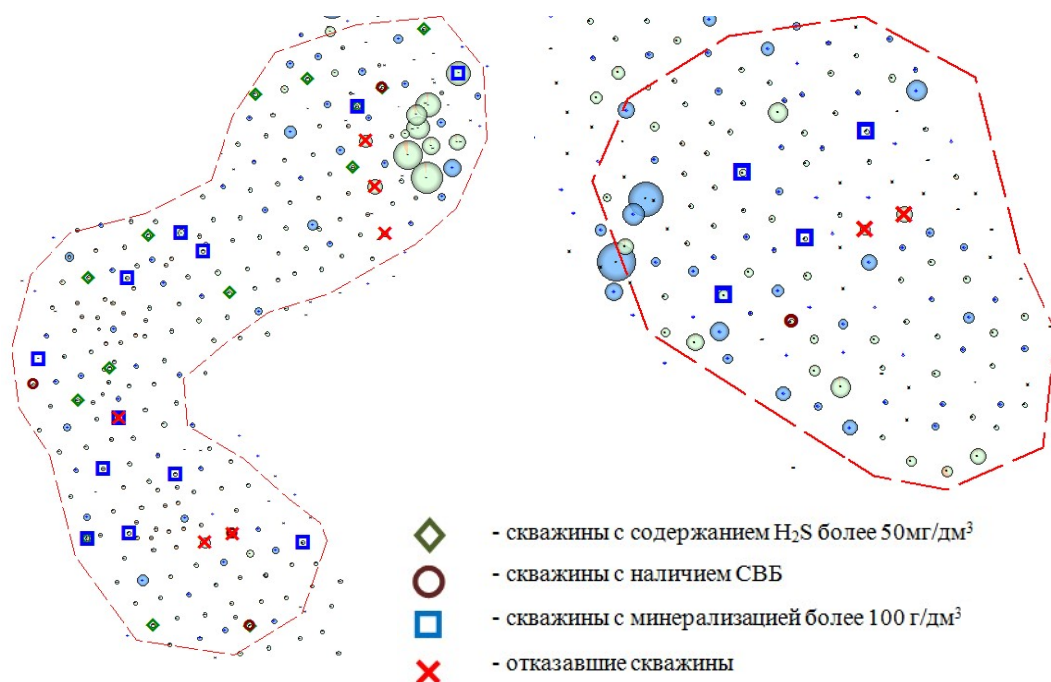 - скважины с содержанием H₂S более 50мг/дм³
- скважины с наличием СВБ
- скважины с минерализацией более 100 г/дм³
- отказавшие скважины